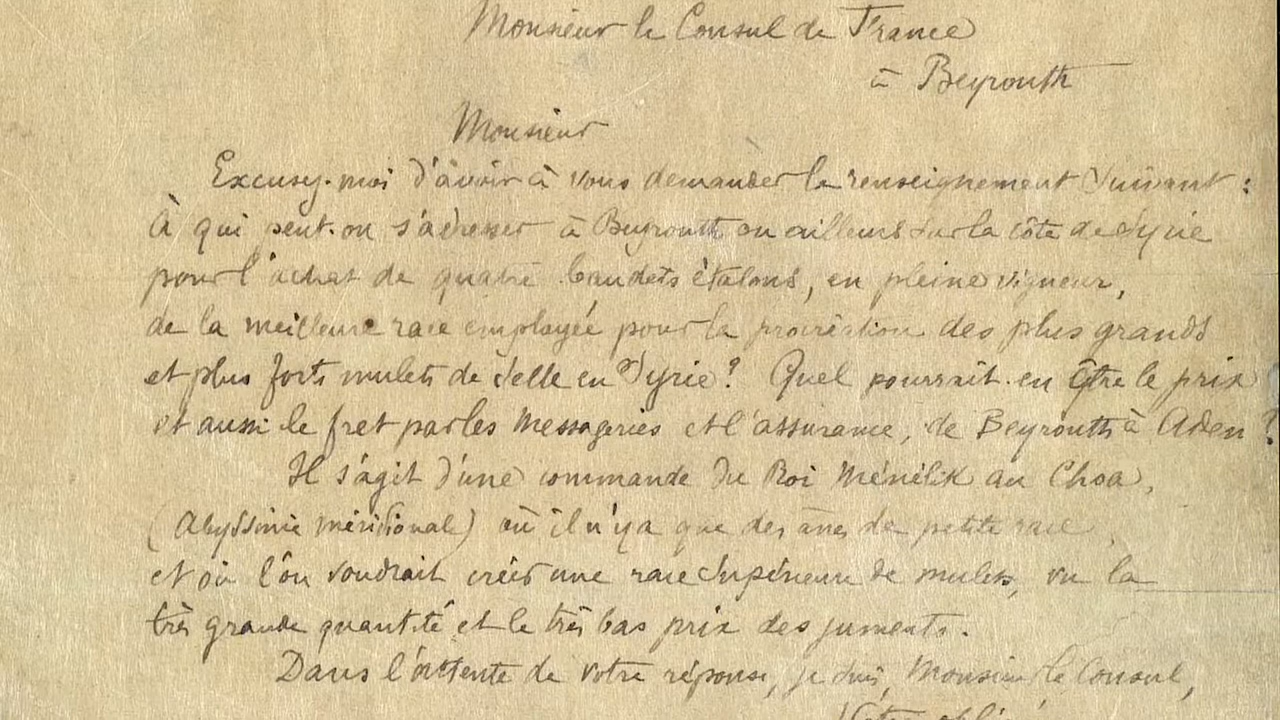 Monsieur le Consul de France
à Beyrouth
Monsieur
Excusez-moi d'avoir à vous demander le renseignement suivant :
À qui peut-on s'adresser à Beyrouth ou ailleurs sur la côte de Syrie
pour l'achat de quatre baudets étalons, en pleine vigueur,
de la meilleure race employée pour la procréation des plus grands
et plus forts mulets de selle en Syrie ? Quel pourrait-en être le prix
et aussi le fret par les Messageries et l'assurance, de Beyrouth à Aden ?
Il s'agit d'une commande du Roi Ménélik au Choa,
(Abyssinie méridional) où il n'y a que des ânes de petite race,
et où l'on voudrait créer une race supérieure de mulets, vu la
très grande quantité et le très bas prix des juments.
Dans l'attente de votre réponse, je suis, Monsieur le Consul,
Votre obligé